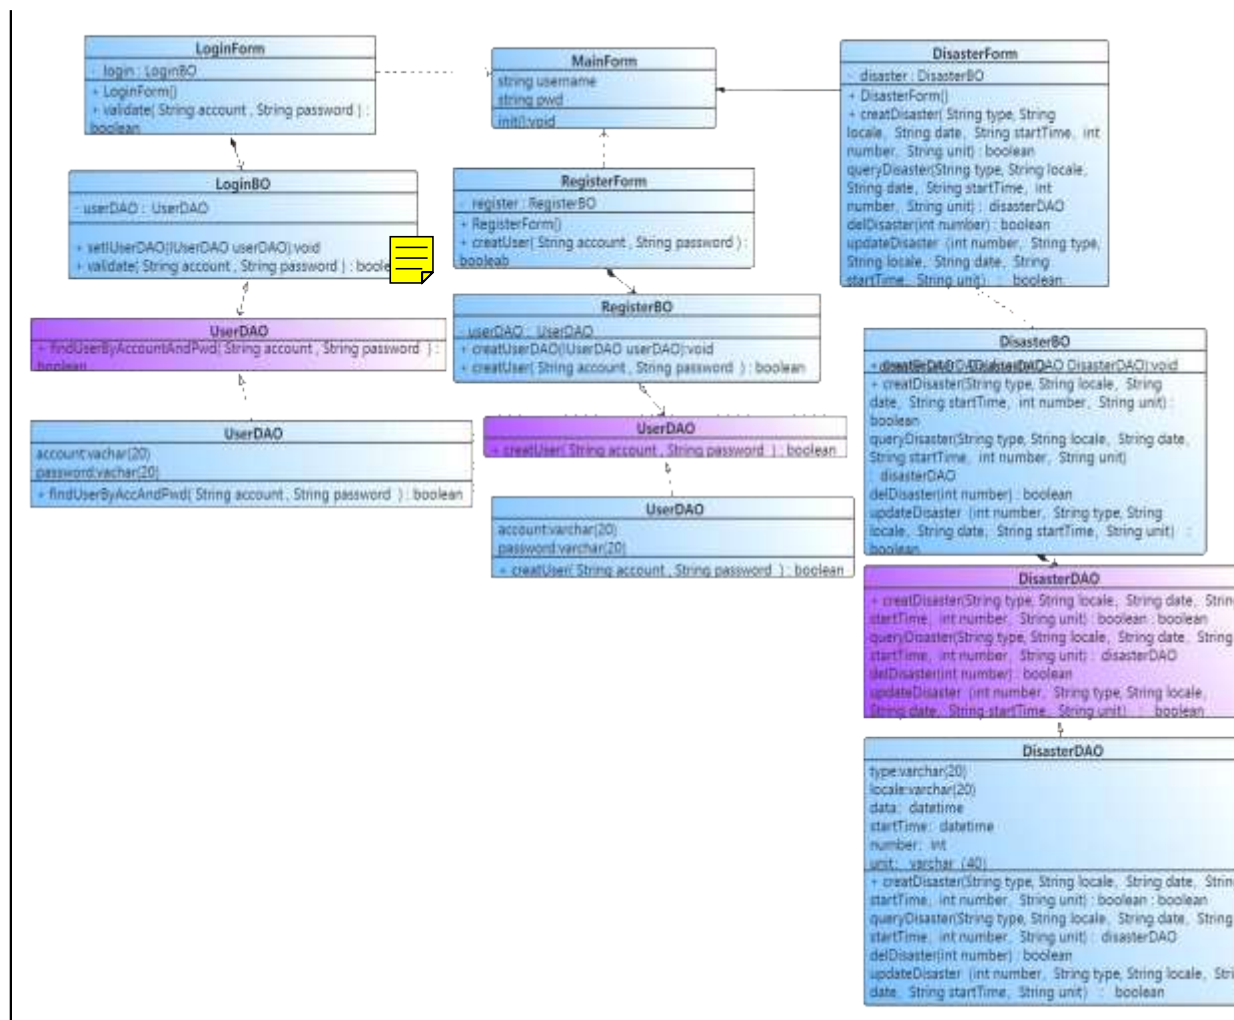 LoginForm
- login : LoginBO
+ LoginForm()
+ validate( String account , String password ) :
boolean
LoginBO
- userDAO : UserDAO
+ setIUserDAO(IUserDAO userDAO):void
+ validate( String account , String password ) :
UserDAO
+ findUserByAccountAndPwd( String account , String password ) :
boolean
UserDAO
account:vachar(20)
password:vachar(20)
+ findUserByAccAndPwd( String account , String password ) : boolean
MainForm
string username
string pwd
init():void
RegisterForm
- register : RegisterBO
+ RegisterForm()
+ creatUser( String account , String password ) :
booleab
RegisterBO
- userDAO : UserDAO
+ creatUserDAO(IUserDAO userDAO):void
+ creatUser( String account , String password ) : boolean
UserDAO
+ creatUser( String account , String password ) : boolean
UserDAO
account:varchar(20)
password:varchar(20)
+ creatUser( String account , String password ) : boolean
DisasterForm
- disaster : DisasterBO
+ DisasterForm()
+ creatDisaster( String type, String
locale, String date, String startTime, int
number, String unit) : boolean
queryDisaster(String type, String locale,
String date, String startTime, int
number, String unit) : disasterDAO
delDisaster(int number) : boolean
updateDisaster (int number, String type,
String locale, String date, String
startTime, String unit) : boolean
DisasterBO
DisasterDAO):void
+ creatDisaster(String type, String locale, String
date, String startTime, int number, String unit) :
boolean
queryDisaster(String type, String locale, String date,
String startTime, int number, String unit)
: disasterDAO
delDisaster(int number) : boolean
updateDisaster (int number, String type, String
locale, String date, String startTime, String unit) :
boolean
DisasterDAO
+ creatDisaster(String type, String locale, String date, String
startTime, int number, String unit) : boolean : boolean
queryDisaster(String type, String locale, String date, String
startTime, int number, String unit) : disasterDAO
delDisaster(int number) : boolean
updateDisaster (int number, String type, String locale,
String date, String startTime, String unit) : boolean
DisasterDAO
type:varchar(20)
locale:varchar(20)
data: datetime
startTime: datetime
number: int
unit: varchar (40)
+ creatDisaster(String type, String locale, String date, Strin
startTime, int number, String unit) : boolean : boolean
queryDisaster(String type, String locale, String date, String
startTime, int number, String unit) : disasterDAO
delDisaster(int number) : boolean
updateDisaster (int number, String type, String locale, Stri
date, String startTime, String unit) : boolean